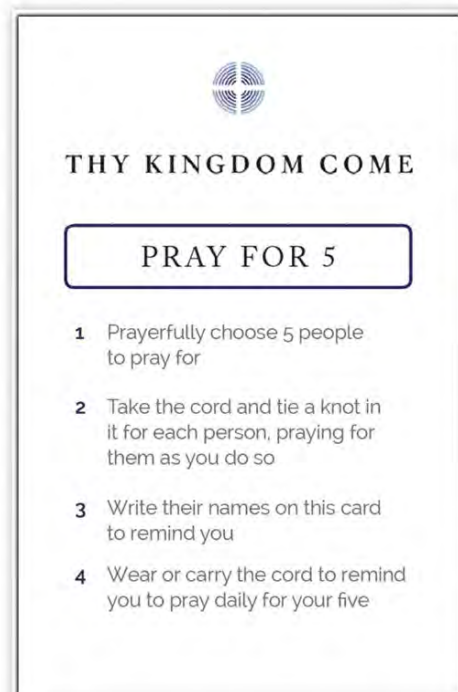 THY KINGDOM COME
PRAY FOR 5
1 Prayerfully choose 5 people
to pray for
2 Take the cord and tie a knot in
it for each person, praying for
them as you do so
3 Write their names on this card
to remind you
4 Wear or carry the cord to remind
you to pray daily for your five